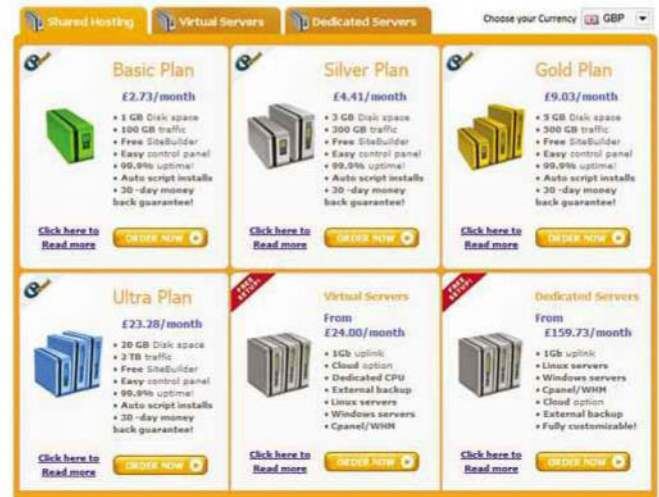 Shared Hosting
Virtual Servers
Dedicated Servers
Choose your Currency
GBP
Basic Plan
£2.73/month
• 1 GB Disk space
• 100 GB traffic
• Free SiteBuilder
• Easy control panel
• 99.9% uptime!
• Auto script installs
• 30 -day money
back guarantee!
Click here to
Read more
ORDER NOW
Silver Plan
£4.41/month
• 3 GB Disk space
• 300 GB traffic
• Free SiteBuilder
• Easy control panel
• 99.9% uptime!
• Auto script installs
• 30 -day money
back guarantee!
Click here to
Read more
ORDER NOW
Gold Plan
£9.03/month
• 5 GB Disk space
• 500 GB traffic
• Free SiteBuilder
• Easy control panel
• 99.9% uptime!
• Auto script installs
• 30 -day money
back guarantee!
Click here to
Read more
ORDER NOW
Ultra Plan
£23.28/month
• 20 GB Disk space
• 2 TB traffic
• Free SiteBuilder
• Easy control panel
• 99.9% uptime!
• Auto script installs
• 30 -day money
back guarantee!
Click here to
Read more
ORDER NOW
FREE
SETUP!
Virtual Servers
From
£24.00/month
• 1Gb uplink
• Cloud option
• Dedicated CPU
• External backup
• Linux servers
• Windows servers
• Cpanel/WHM
Click here to
Read more
ORDER NOW
FREE
SETUP!
Dedicated Servers
From
£159.73/month
• 1Gb uplink
• Linux servers
• Windows servers
• Cpanel/WHM
• Cloud option
• External backup
• Fully customizable!
Click here to
Read more
ORDER NOW